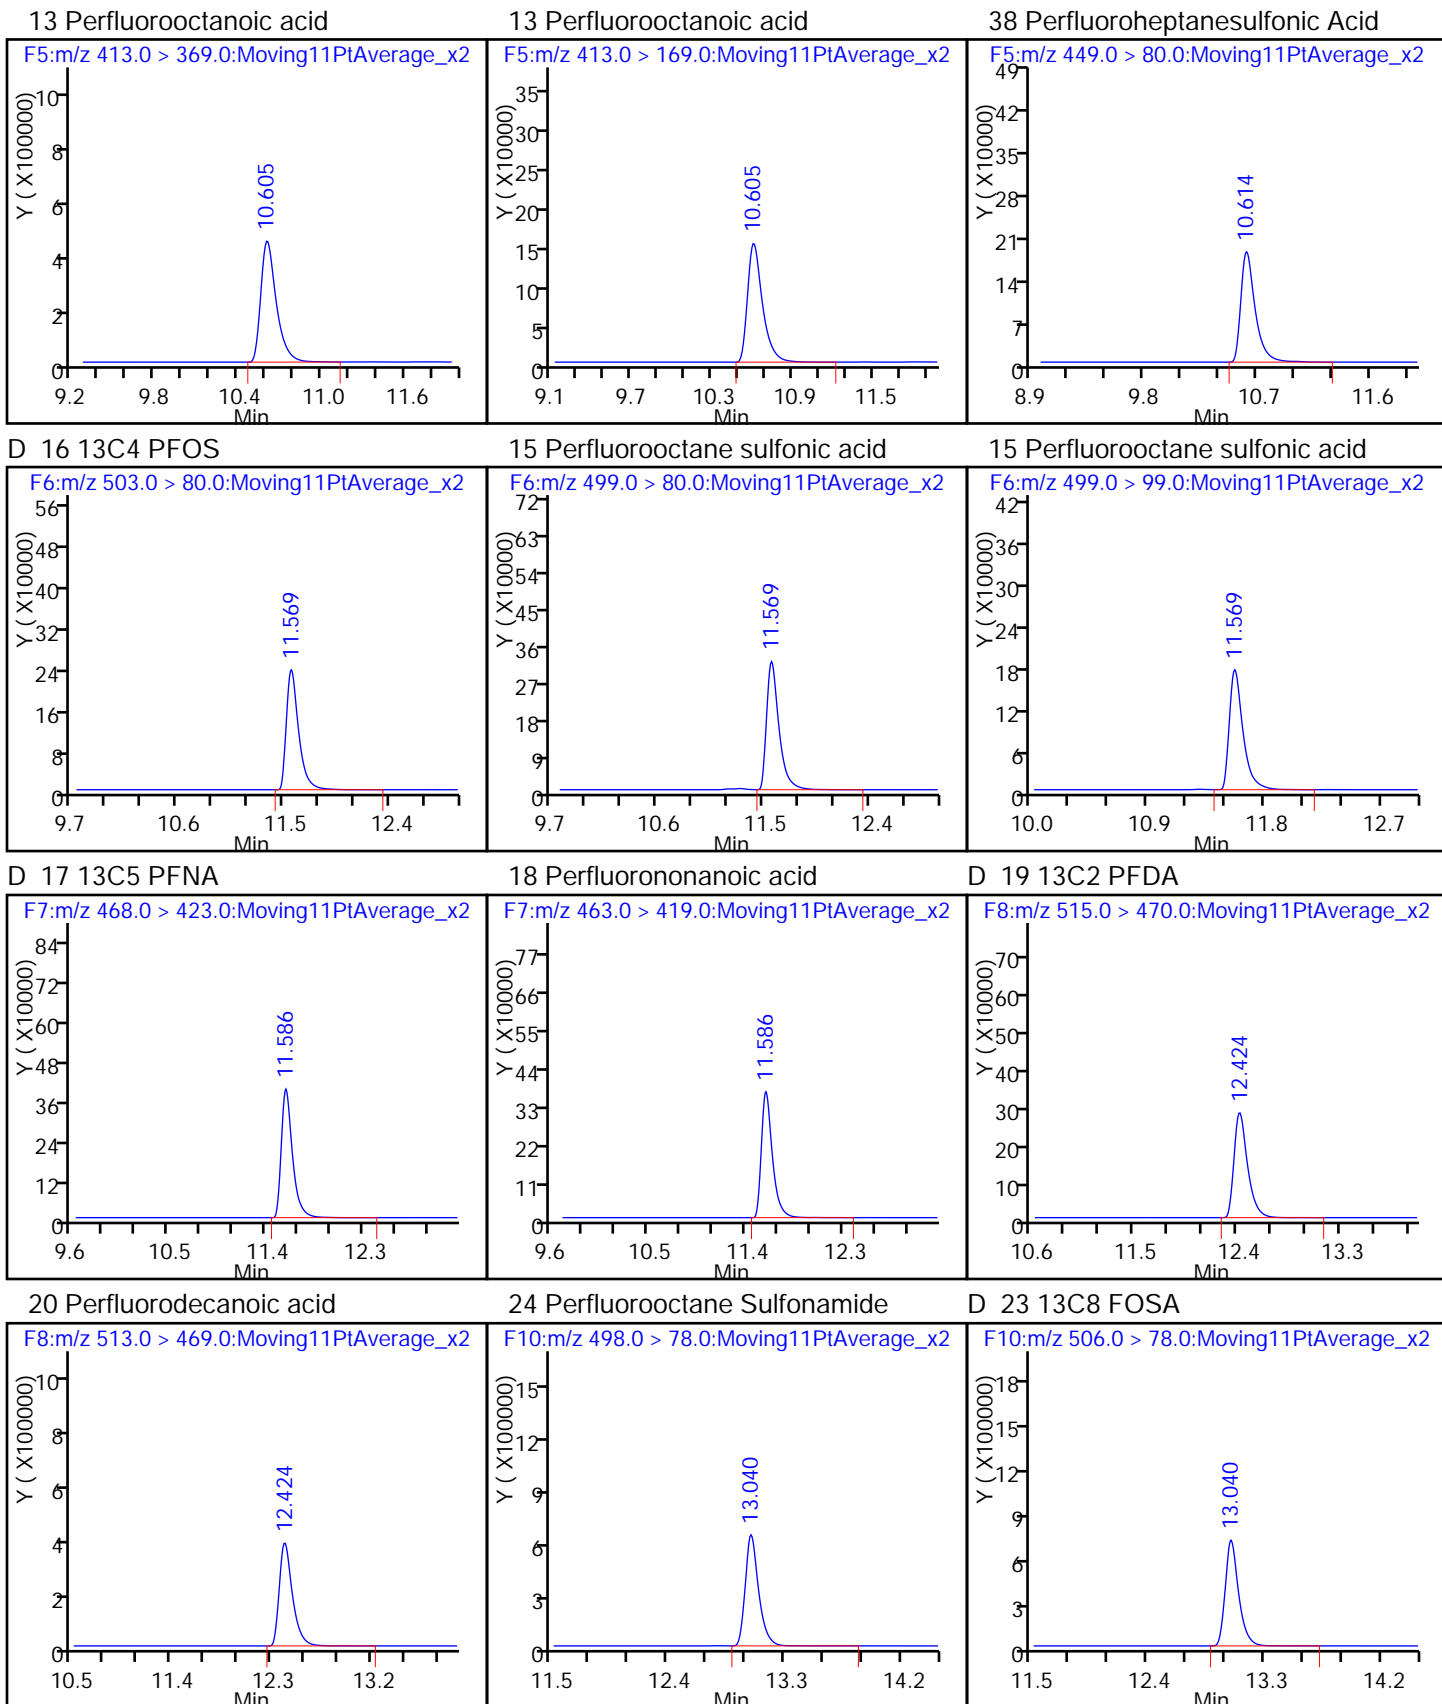 13 Perfluorooctanoic acid
F5:m/z 413.0 > 369.0:Moving11PtAverage_x2
Y ( X100000)
10
8
6
4
2
0
10.605
9.2 9.8 10.4 11.0 11.6
Min
13 Perfluorooctanoic acid
F5:m/z 413.0 > 169.0:Moving11PtAverage_x2
Y ( X10000)
35
30
25
20
15
10
5
0
10.605
9.1 9.7 10.3 10.9 11.5
Min
38 Perfluoroheptanesulfonic Acid
F5:m/z 449.0 > 80.0:Moving11PtAverage_x2
Y ( X10000)
49
42
35
28
21
14
7
0
10.614
8.9 9.8 10.7 11.6
Min
D 16 13C4 PFOS
F6:m/z 503.0 > 80.0:Moving11PtAverage_x2
Y ( X10000)
56
48
40
32
24
16
8
0
11.569
9.7 10.6 11.5 12.4
Min
15 Perfluorooctane sulfonic acid
F6:m/z 499.0 > 80.0:Moving11PtAverage_x2
Y ( X10000)
72
63
54
45
36
27
18
9
0
11.569
9.7 10.6 11.5 12.4
Min
15 Perfluorooctane sulfonic acid
F6:m/z 499.0 > 99.0:Moving11PtAverage_x2
Y ( X10000)
42
36
30
24
18
12
6
0
11.569
10.0 10.9 11.8 12.7
Min
D 17 13C5 PFNA
F7:m/z 468.0 > 423.0:Moving11PtAverage_x2
Y ( X10000)
84
72
60
48
36
24
12
0
11.586
9.6 10.5 11.4 12.3
Min
18 Perfluorononanoic acid
F7:m/z 463.0 > 419.0:Moving11PtAverage_x2
Y ( X10000)
77
66
55
44
33
22
11
0
11.586
9.6 10.5 11.4 12.3
Min
D 19 13C2 PFDA
F8:m/z 515.0 > 470.0:Moving11PtAverage_x2
Y ( X10000)
70
60
50
40
30
20
10
0
12.424
10.6 11.5 12.4 13.3
Min
20 Perfluorodecanoic acid
F8:m/z 513.0 > 469.0:Moving11PtAverage_x2
Y ( X100000)
10
8
6
4
2
0
12.424
10.5 11.4 12.3 13.2
Min
24 Perfluorooctane Sulfonamide
F10:m/z 498.0 > 78.0:Moving11PtAverage_x2
Y ( X100000)
15
12
9
6
3
0
13.040
11.5 12.4 13.3 14.2
Min
D 23 13C8 FOSA
F10:m/z 506.0 > 78.0:Moving11PtAverage_x2
Y ( X100000)
18
15
12
9
6
3
0
13.040
11.5 12.4 13.3 14.2
Min